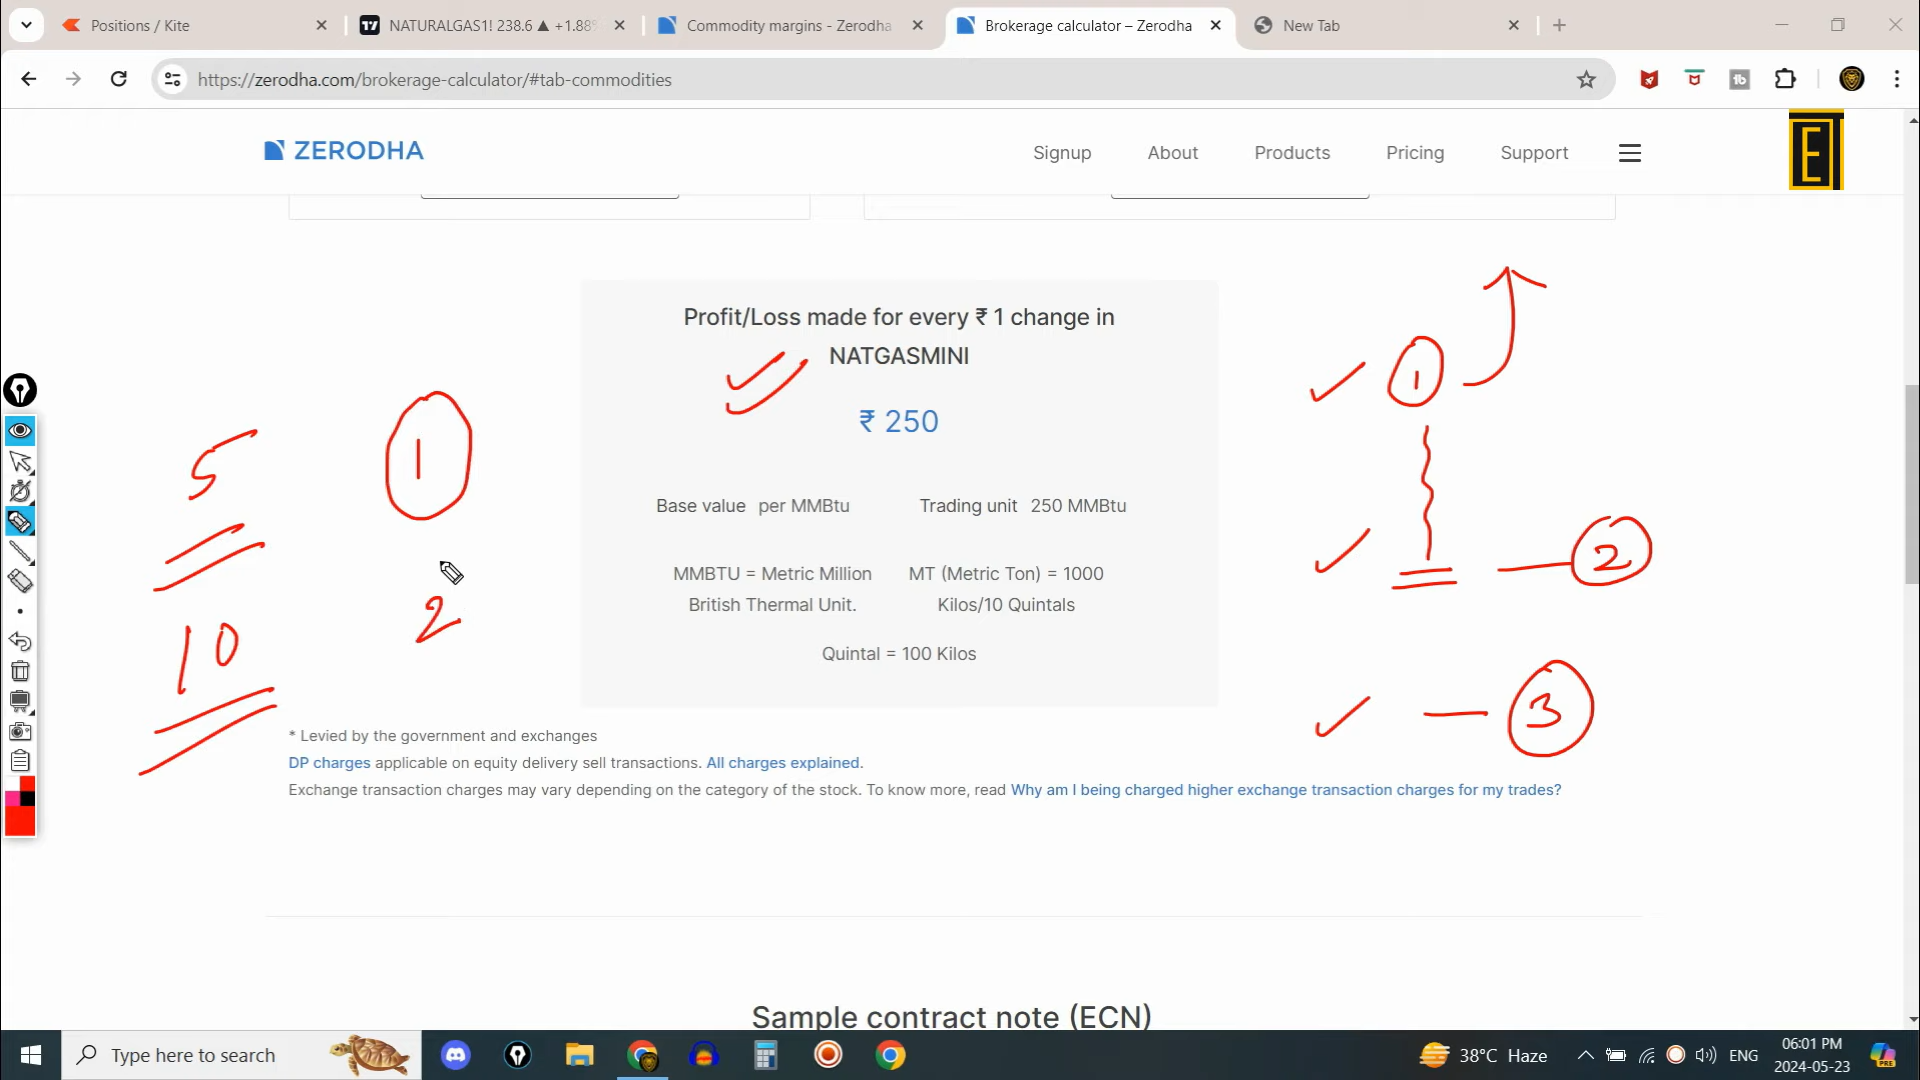 Positions / Kite
NATURALGAS1! 238.6 ▲ +1.88%
Commodity margins - Zerodha
Brokerage calculator – Zerodha
New Tab
https://zerodha.com/brokerage-calculator/#tab-commodities
ZERODHA
Signup
About
Products
Pricing
Support
E
Profit/Loss made for every ₹ 1 change in
NATGASMINI
₹ 250
Base value per MMBtu
Trading unit 250 MMBtu
MMBTU = Metric Million
British Thermal Unit.
MT (Metric Ton) = 1000
Kilos/10 Quintals
Quintal = 100 Kilos
5
10
1
2
1
2
3
* Levied by the government and exchanges
DP charges applicable on equity delivery sell transactions. All charges explained.
Exchange transaction charges may vary depending on the category of the stock. To know more, read Why am I being charged higher exchange transaction charges for my trades?
Sample contract note (ECN)
Type here to search
38°C Haze
ENG
06:01 PM
2024-05-23